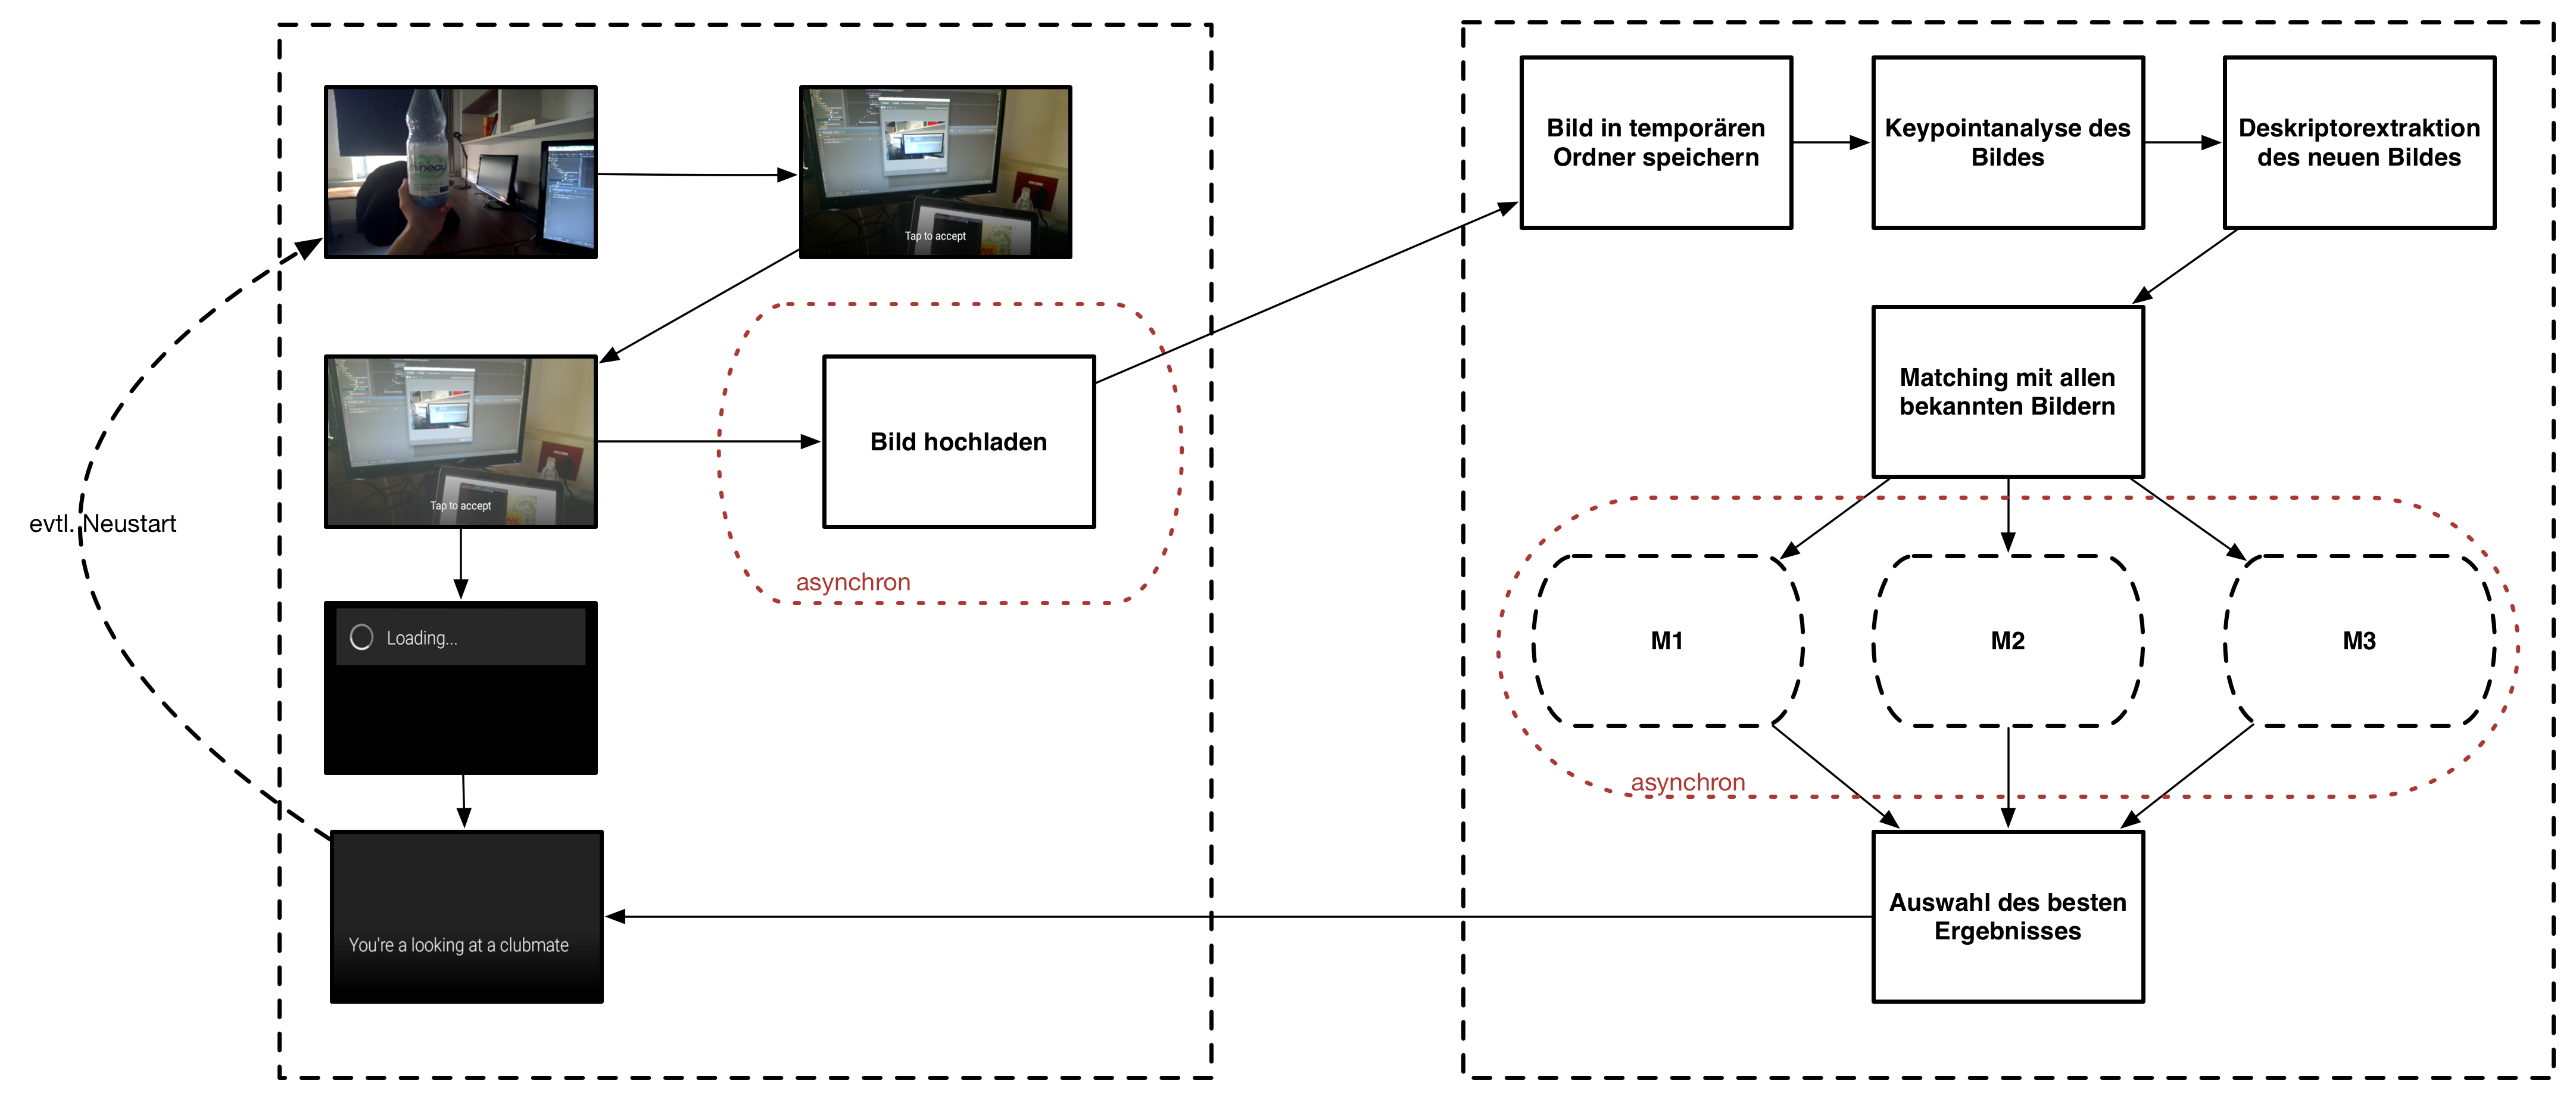 Tap to accept
Tap to accept
Bild hochladen
asynchron
evtl. Neustart
Loading...
You're a looking at a clubmate
Bild in temporären
Ordner speichern
Keypointanalyse des
Bildes
Deskriptorextraktion
des neuen Bildes
Matching mit allen
bekannten Bildern
M1
M2
M3
asynchron
Auswahl des besten
Ergebnisses